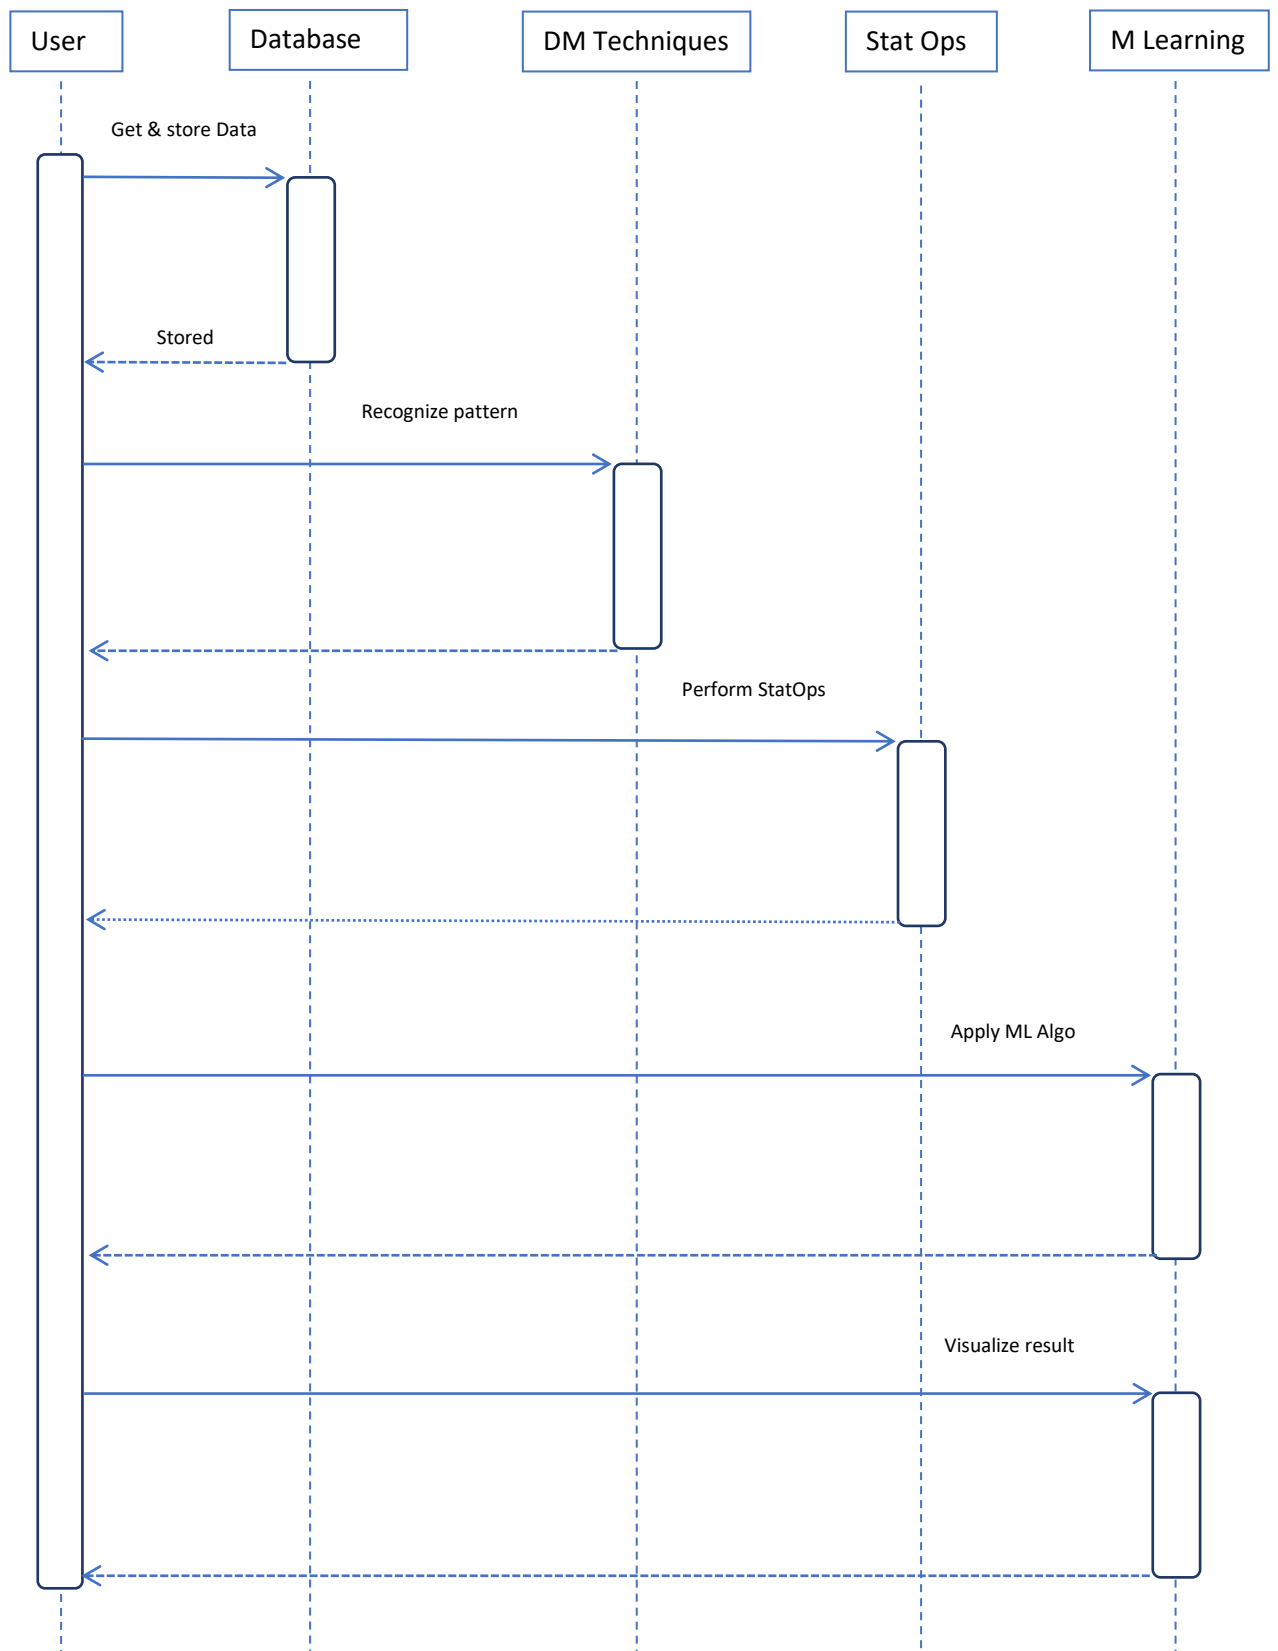 User
Database
DM Techniques
Stat Ops
M Learning
Get & store Data
Stored
Recognize pattern
Perform StatOps
Apply ML Algo
Visualize result